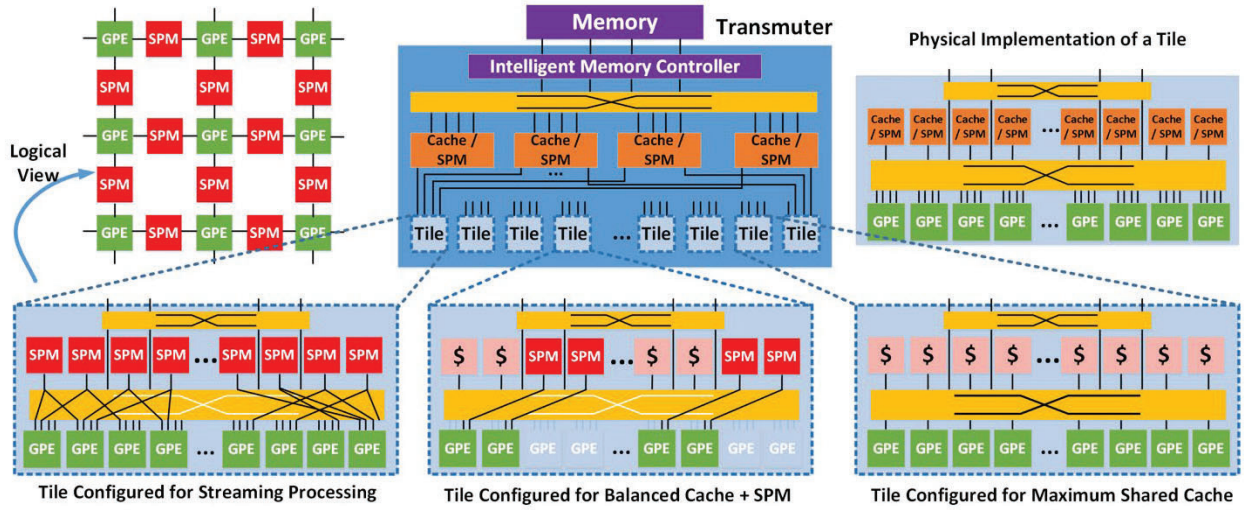 GPE SPM GPE SPM GPE
SPM SPM SPM
GPE SPM GPE SPM GPE
SPM SPM SPM
GPE SPM GPE SPM GPE
Logical
View
Memory
Transmuter
Intelligent Memory Controller
Cache /
SPM
Cache /
SPM
Cache /
SPM
Cache /
SPM
...
Tile Tile Tile Tile ... Tile Tile Tile Tile
Physical Implementation of a Tile
Cache
/ SPM
Cache
/ SPM
Cache
/ SPM
Cache
/ SPM
...
Cache
/ SPM
Cache
/ SPM
Cache
/ SPM
Cache
/ SPM
GPE GPE GPE GPE ... GPE GPE GPE GPE
SPM SPM SPM SPM ... SPM SPM SPM SPM
GPE GPE GPE GPE ... GPE GPE GPE GPE
Tile Configured for Streaming Processing
$ $ SPM SPM ... $ $ SPM SPM
GPE GPE GPE GPE ... GPE GPE GPE GPE
Tile Configured for Balanced Cache + SPM
$ $ $ $ ... $ $ $ $
GPE GPE GPE GPE ... GPE GPE GPE GPE
Tile Configured for Maximum Shared Cache